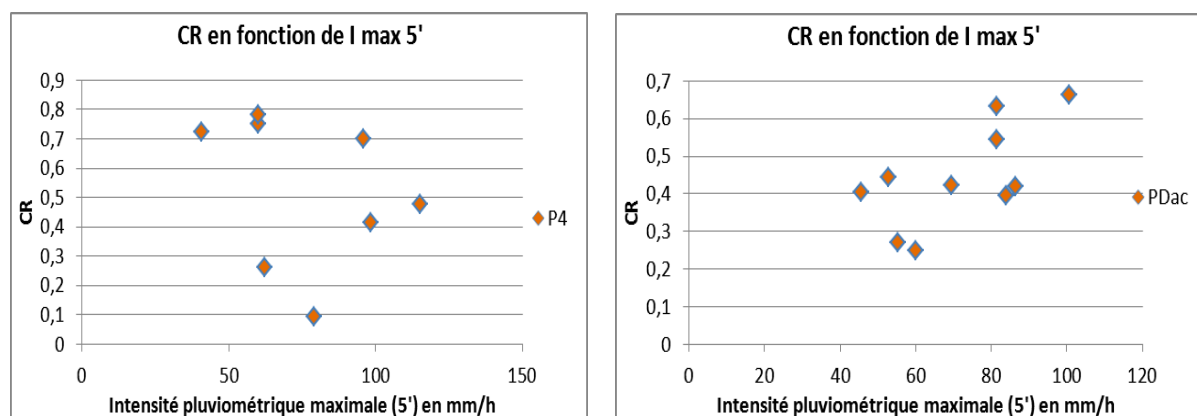 CR en fonction de I max 5'
0,9
0,8
0,7
0,6
0,5
0,4
0,3
0,2
0,1
0
CR
0 50 100 150
Intensité pluviométrique maximale (5') en mm/h
P4
CR en fonction de I max 5'
0,7
0,6
0,5
0,4
0,3
0,2
0,1
0
CR
0 20 40 60 80 100 120
Intensité pluviométrique maximale (5') en mm/h
PDac